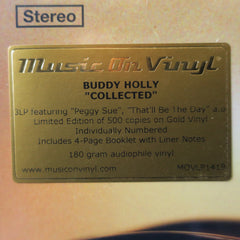 Stereo
Music On Vinyl
BUDDY HOLLY
"COLLECTED"
3LP featuring "Peggy Sue", "That'll Be The Day" a.o
Limited Edition of 500 copies on Gold Vinyl
Individually Numbered
Includes 4-Page Booklet with Liner Notes
180 gram audiophile vinyl
www.musiconvinyl.com MOVLP1419